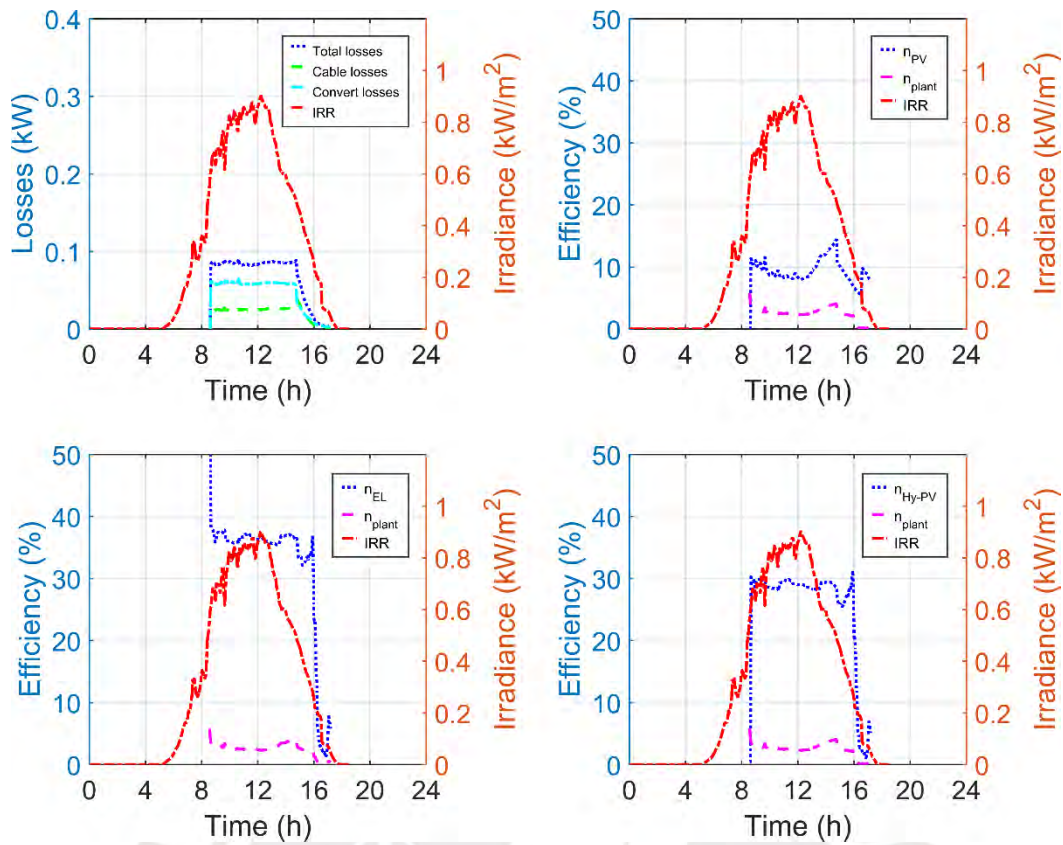 0.4
0.3
0.2
0.1
0
Losses (kW)
Total losses
Cable losses
Convert losses
IRR
1
0.8
0.6
0.4
0.2
0
Irradiance (kW/m²)
0 4 8 12 16 20 24
Time (h)
50
40
30
20
10
0
Efficiency (%)
n_PV
n_plant
IRR
1
0.8
0.6
0.4
0.2
0
Irradiance (kW/m²)
0 4 8 12 16 20 24
Time (h)
50
40
30
20
10
0
Efficiency (%)
n_EL
n_plant
IRR
1
0.8
0.6
0.4
0.2
0
Irradiance (kW/m²)
0 4 8 12 16 20 24
Time (h)
50
40
30
20
10
0
Efficiency (%)
n_Hy-PV
n_plant
IRR
1
0.8
0.6
0.4
0.2
0
Irradiance (kW/m²)
0 4 8 12 16 20 24
Time (h)